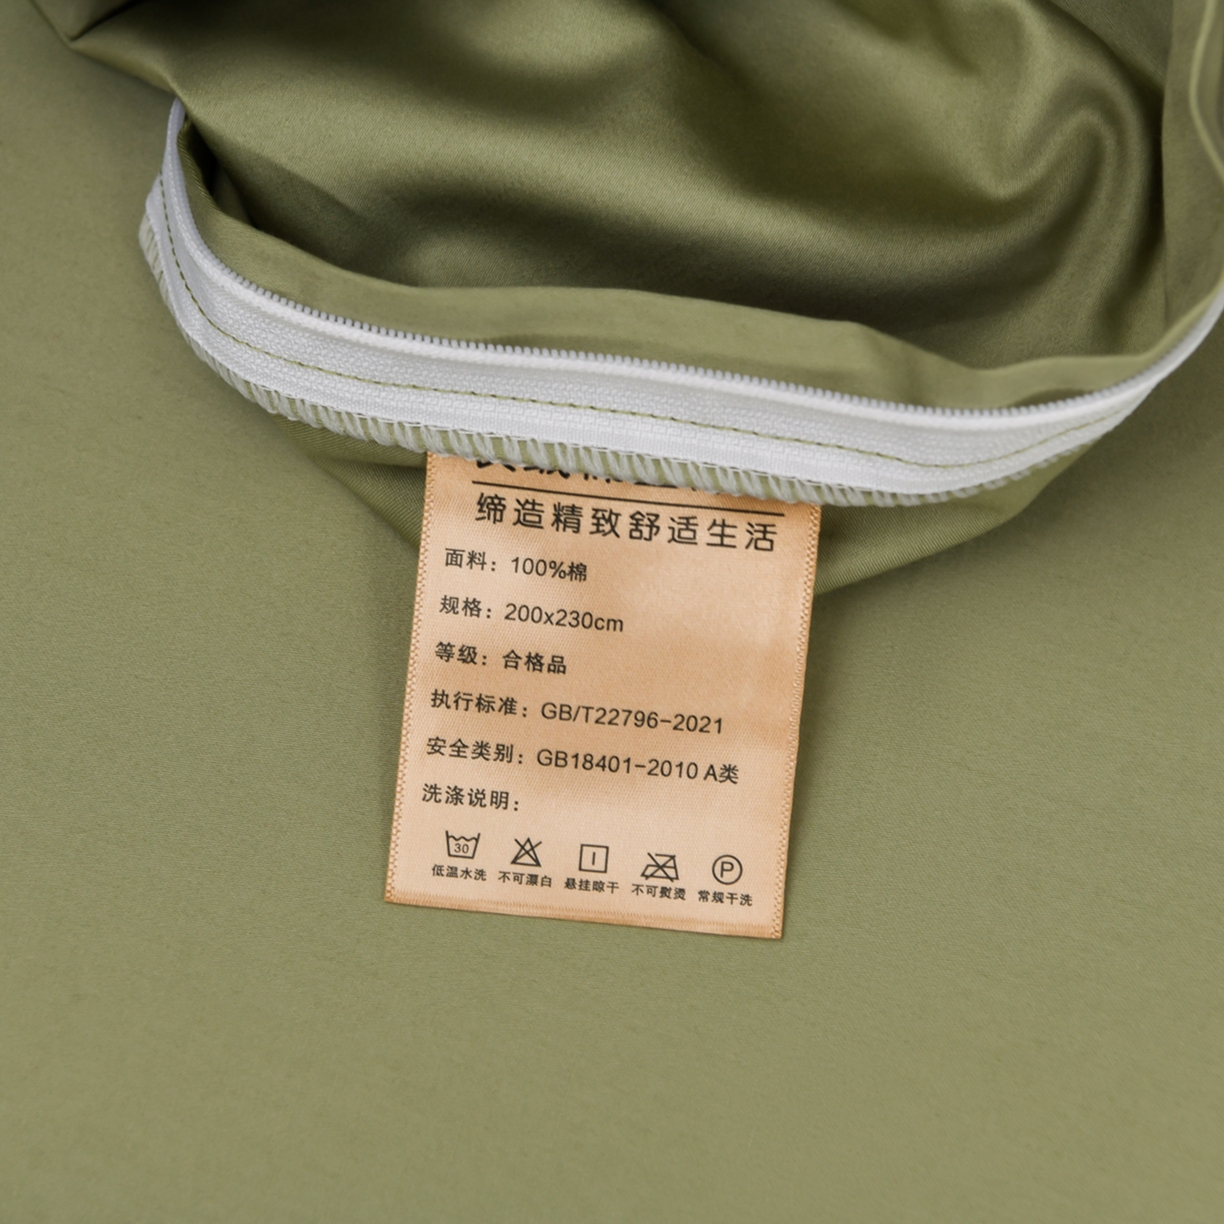 缔造精致舒适生活
面料：100%棉
规格：200x230cm
等级：合格品
执行标准：GB/T22796-2021
安全类别：GB18401-2010 A类
洗涤说明：
30
P
低温水洗 不可漂白 悬挂晾干 不可熨烫 常规干洗